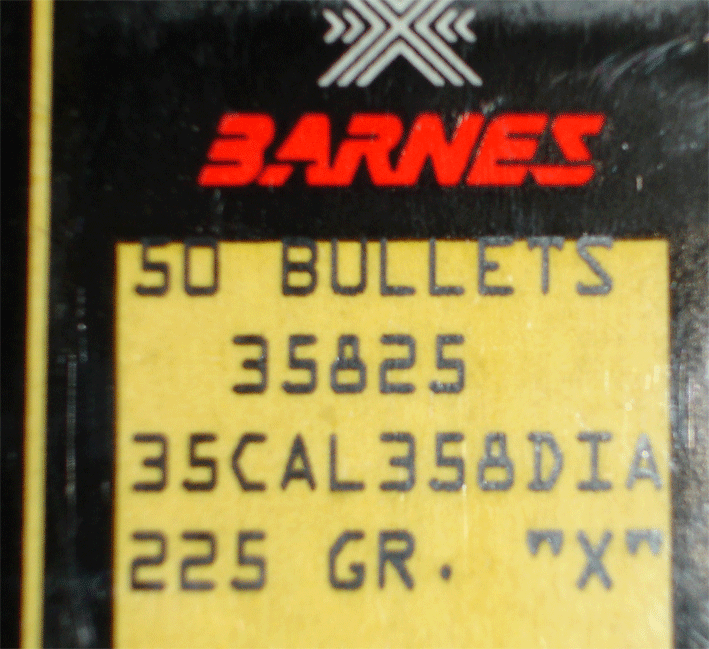 BARNES
50 BULLETS
35825
35CAL358DIA
225 GR. "X"